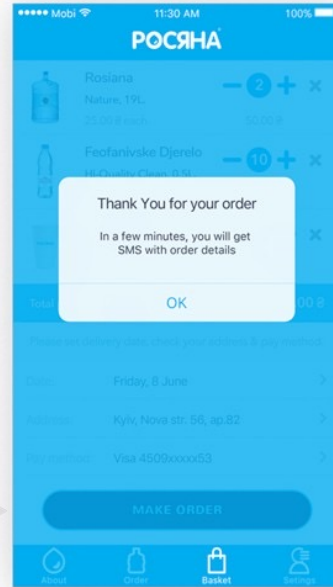 Mobi
11:30 AM
100%
РОСЯНА
Rosiana
2
Nature, 19L.
25.00 ₴ each
50.00 ₴
Feofanivske Djerelo
10
Hi-Quality Clean, 0.5L.
Thank You for your order
In a few minutes, you will get
SMS with order details
OK
Total
.00 ₴
Please set delivery date, check your address & pay method
Date:
Friday, 8 June
Address:
Kyiv, Nova str. 56, ap.82
Pay method:
Visa 4509xxxxx53
MAKE ORDER
About
Order
Basket
Settings